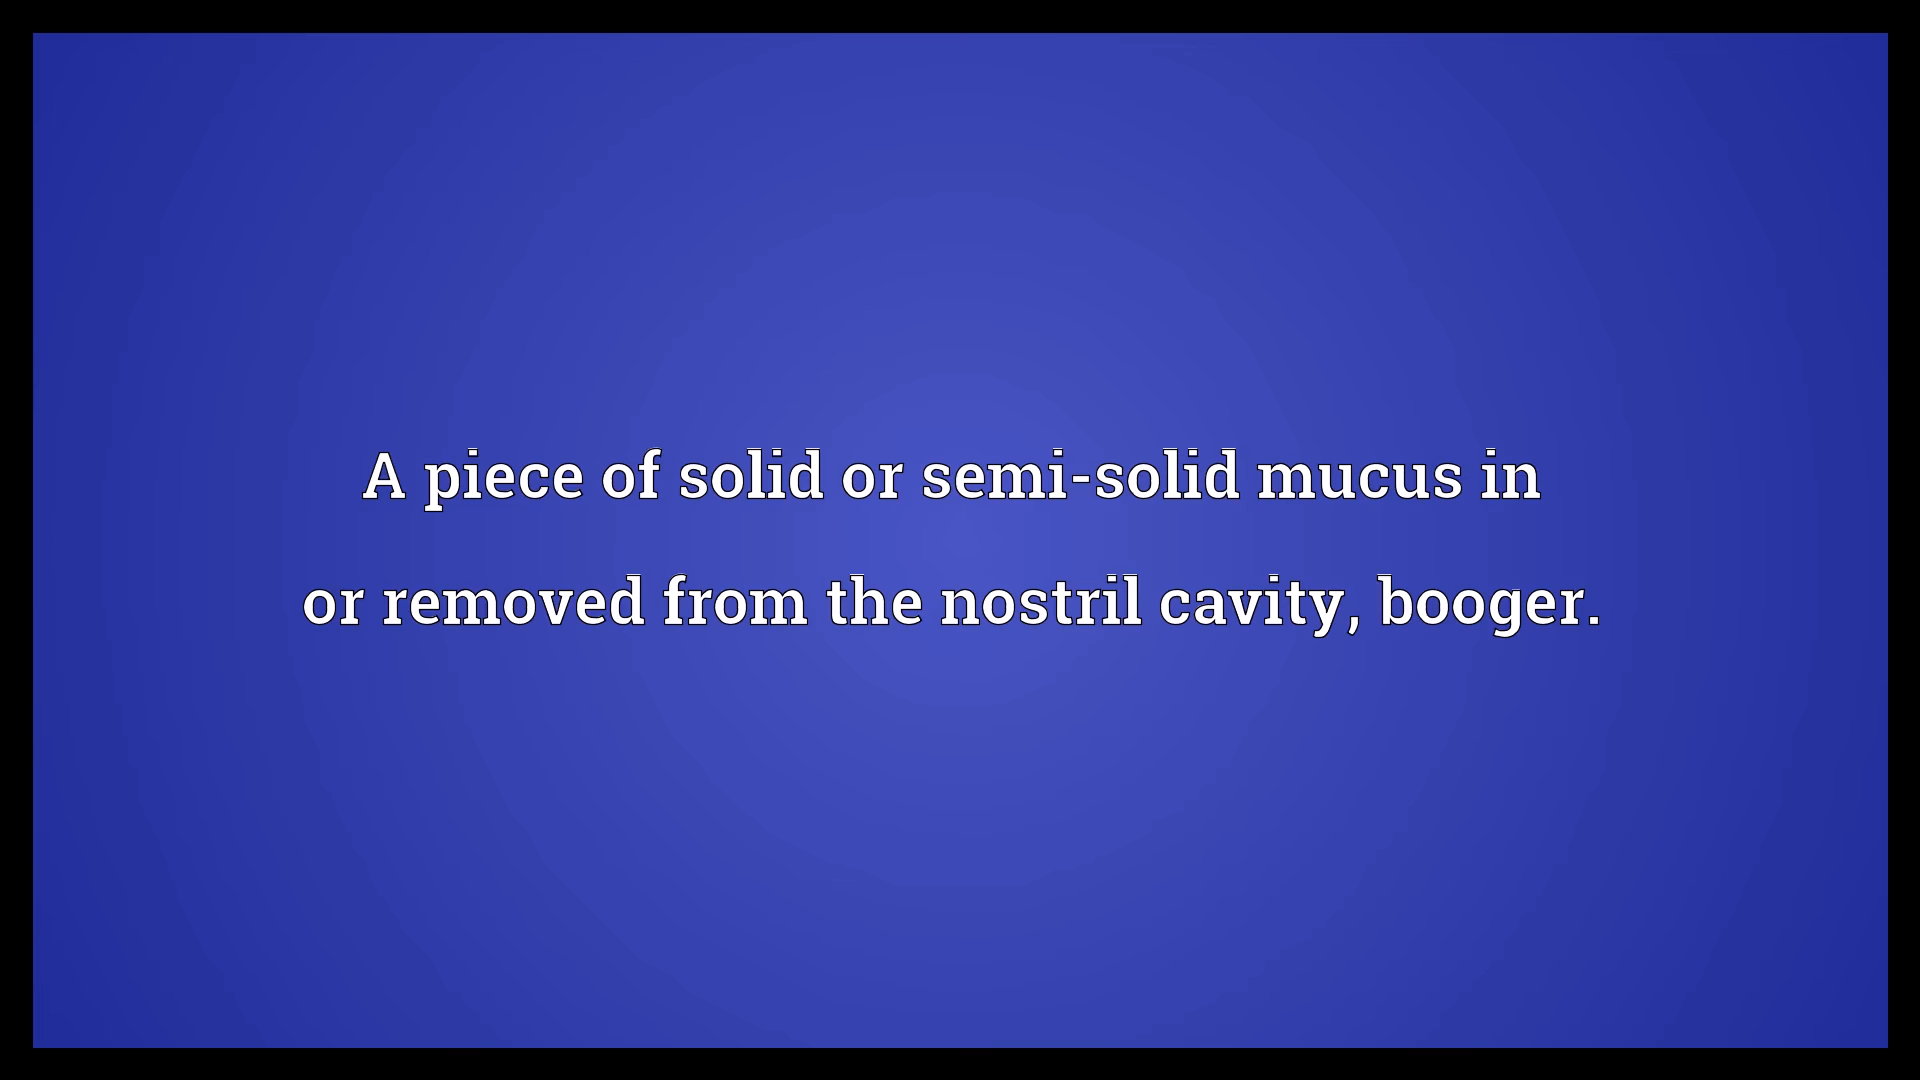 A piece of solid or semi-solid mucus in
or removed from the nostril cavity, booger.